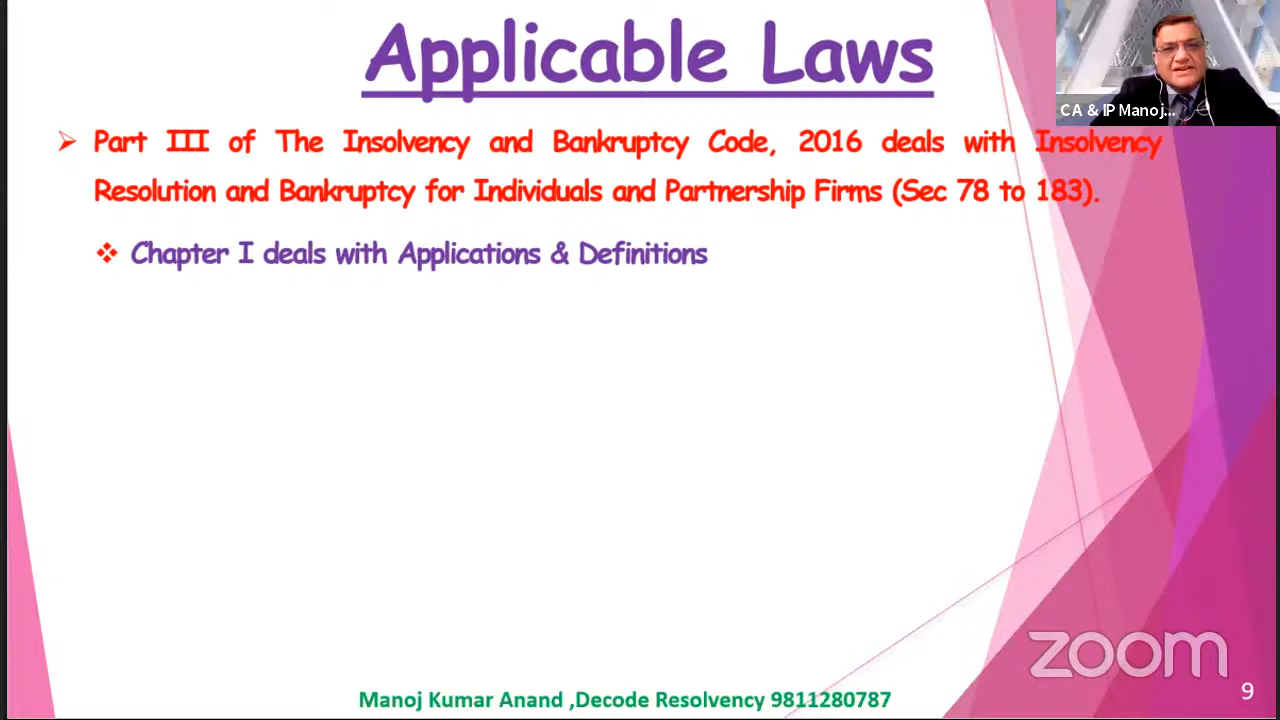 Applicable Laws
CA & IP Manoj...
Part III of The Insolvency and Bankruptcy Code, 2016 deals with Insolvency
Resolution and Bankruptcy for Individuals and Partnership Firms (Sec 78 to 183).
Chapter I deals with Applications & Definitions
zoom
Manoj Kumar Anand ,Decode Resolvency 9811280787
9